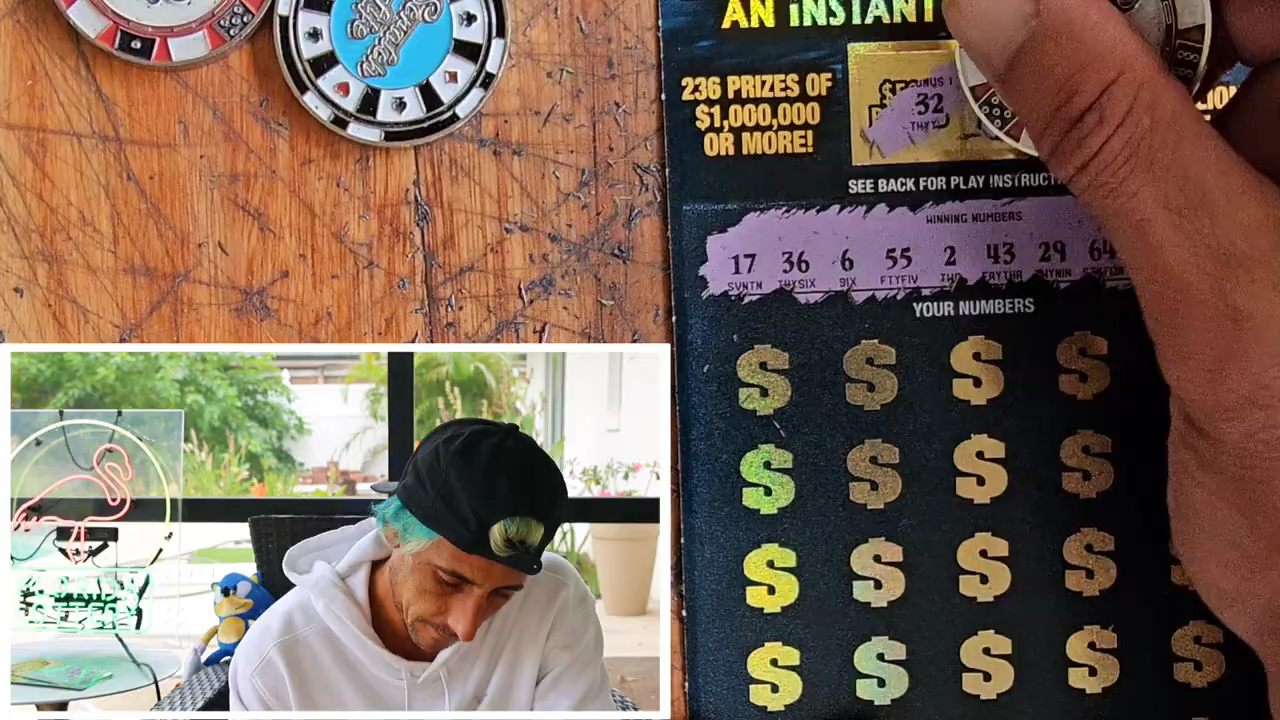 AN iNSTANT
236 PRIZES OF
$1,000,000
OR MORE!
32
SEE BACK FOR PLAY INSTRUCT
WINNING NUMBERS
17 36 6 55 2 43 29 64
SVNTN THYSIX SIX FTYFIV TWO FRYTHR
YOUR NUMBERS
$ $ $ $
$ $ $ $
$ $ $ $
$ $ $ $ $